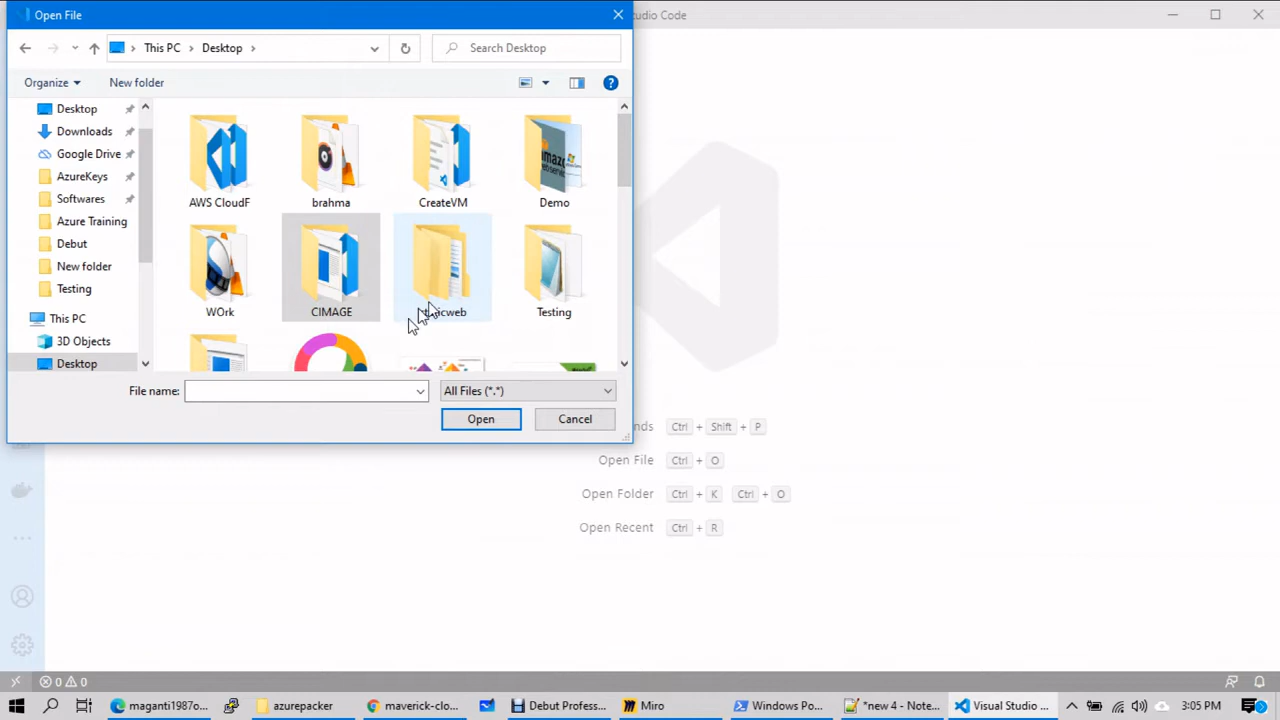 Open File
Studio Code
This PC > Desktop >
Search Desktop
Organize
New folder
Desktop
Downloads
Google Drive
AzureKeys
Softwares
Azure Training
Debut
New folder
Testing
This PC
3D Objects
Desktop
AWS CloudF
brahma
CreateVM
Demo
WOrk
CIMAGE
Testing
File name:
All Files (*.*)
Open
Cancel
Ctrl + Shift + P
Open File Ctrl + O
Open Folder Ctrl + K Ctrl + O
Open Recent Ctrl + R
0 0
maganti1987o...
azurepacker
maverick-clo...
Debut Profess...
Miro
Windows Po...
*new 4 - Note...
Visual Studio ...
3:05 PM